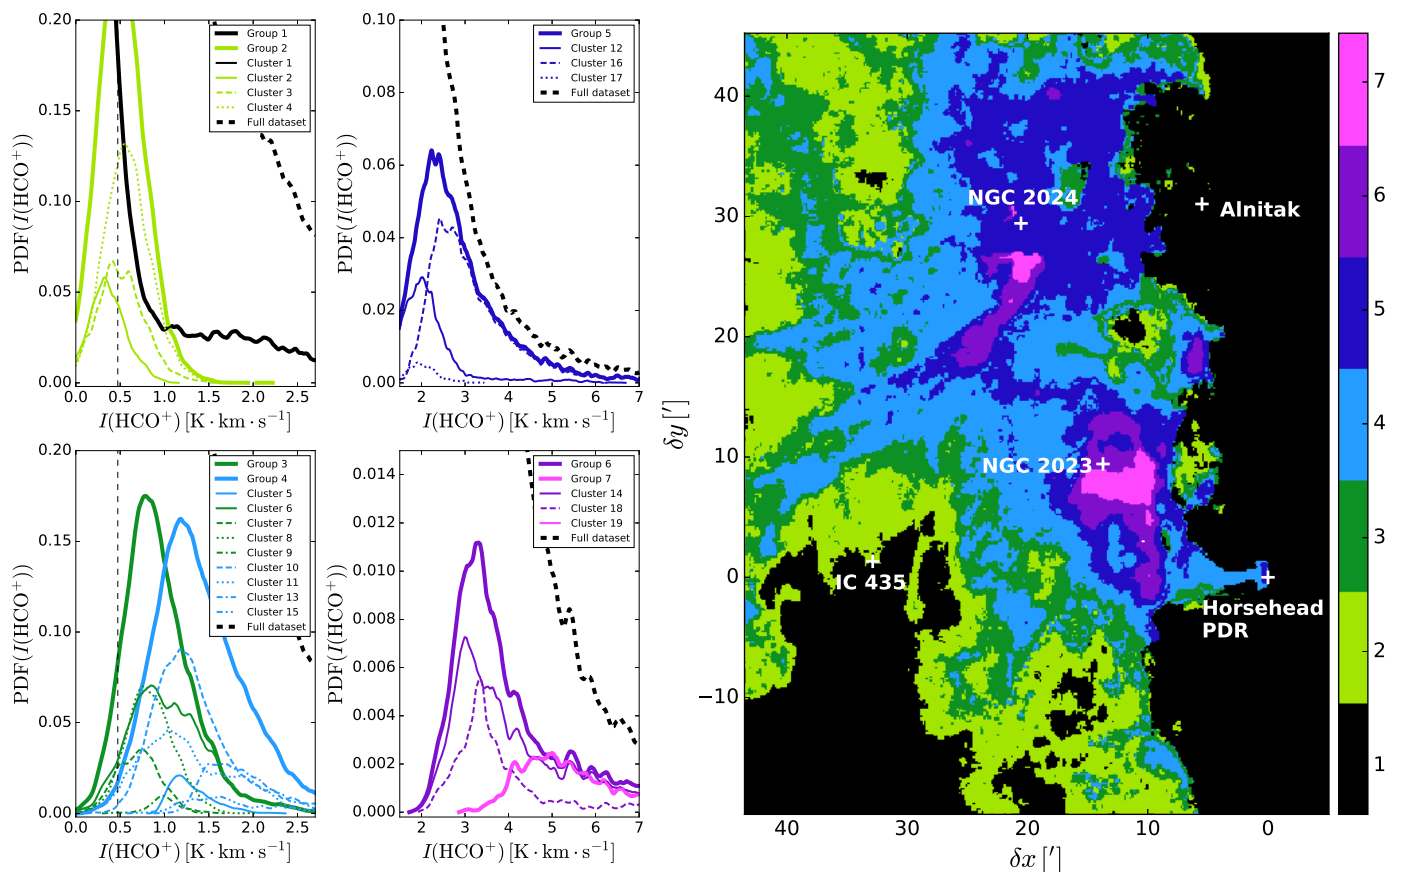 PDF(I(HCO⁺))
0.20
0.15
0.10
0.05
0.00
0.0 0.5 1.0 1.5 2.0 2.5
I(HCO⁺) [K · km · s⁻¹]
Group 1
Group 2
Cluster 1
Cluster 2
Cluster 3
Cluster 4
Full dataset
PDF(I(HCO⁺))
0.10
0.08
0.06
0.04
0.02
0.00
2 3 4 5 6 7
I(HCO⁺) [K · km · s⁻¹]
Group 5
Cluster 12
Cluster 16
Cluster 17
Full dataset
PDF(I(HCO⁺))
0.20
0.15
0.10
0.05
0.00
0.0 0.5 1.0 1.5 2.0 2.5
I(HCO⁺) [K · km · s⁻¹]
Group 3
Group 4
Cluster 5
Cluster 6
Cluster 7
Cluster 8
Cluster 9
Cluster 10
Cluster 11
Cluster 13
Cluster 15
Full dataset
PDF(I(HCO⁺))
0.014
0.012
0.010
0.008
0.006
0.004
0.002
0.000
2 3 4 5 6 7
I(HCO⁺) [K · km · s⁻¹]
Group 6
Group 7
Cluster 14
Cluster 18
Cluster 19
Full dataset
δy [′]
40
30
20
10
0
−10
40 30 20 10 0
δx [′]
NGC 2024
Alnitak
NGC 2023
IC 435
Horsehead
PDR
7
6
5
4
3
2
1